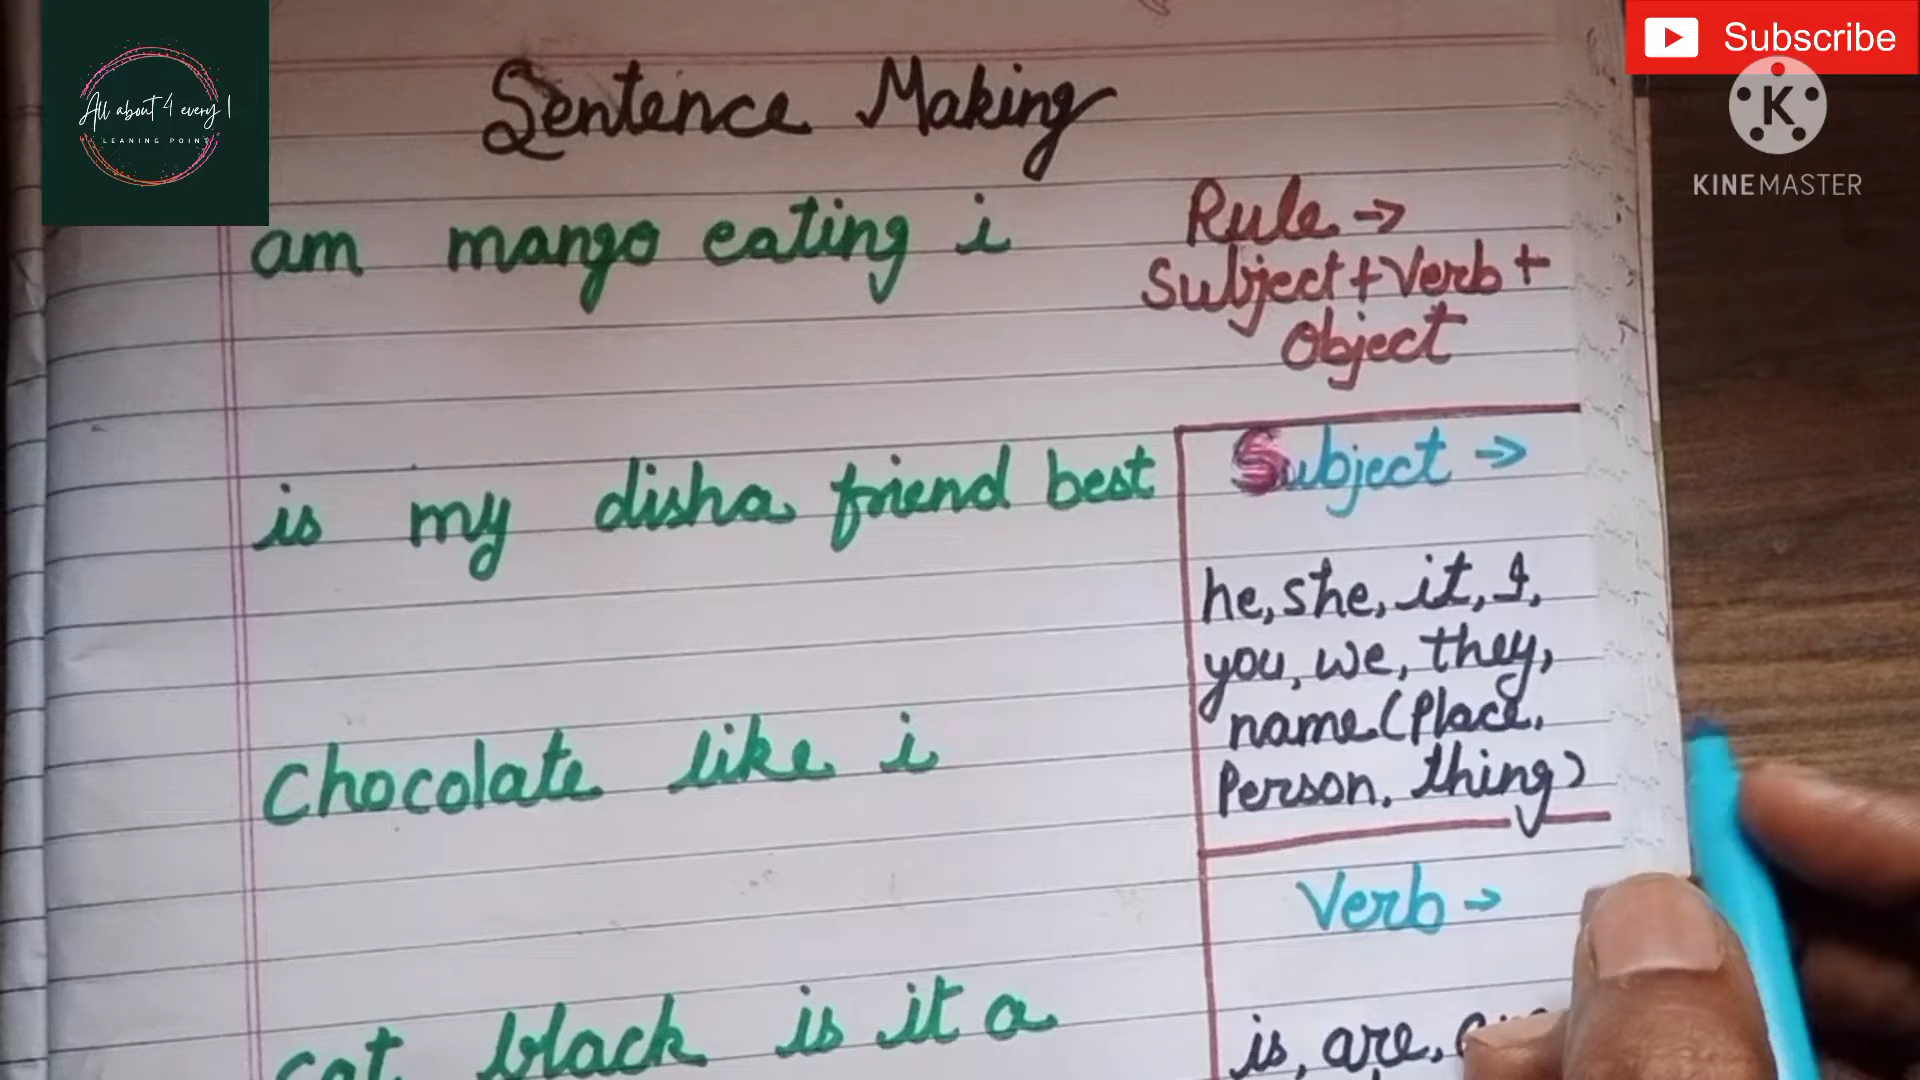 All about 4 every 1
LEANING POINT
Subscribe
KINEMASTER
Sentence Making
am mango eating i
Rule →
Subject + Verb +
Object
is my disha friend best
Subject →
he, she, it, I,
you, we, they,
name (Place,
Person, thing)
Chocolate like i
Verb →
cat black is it a
is, are,